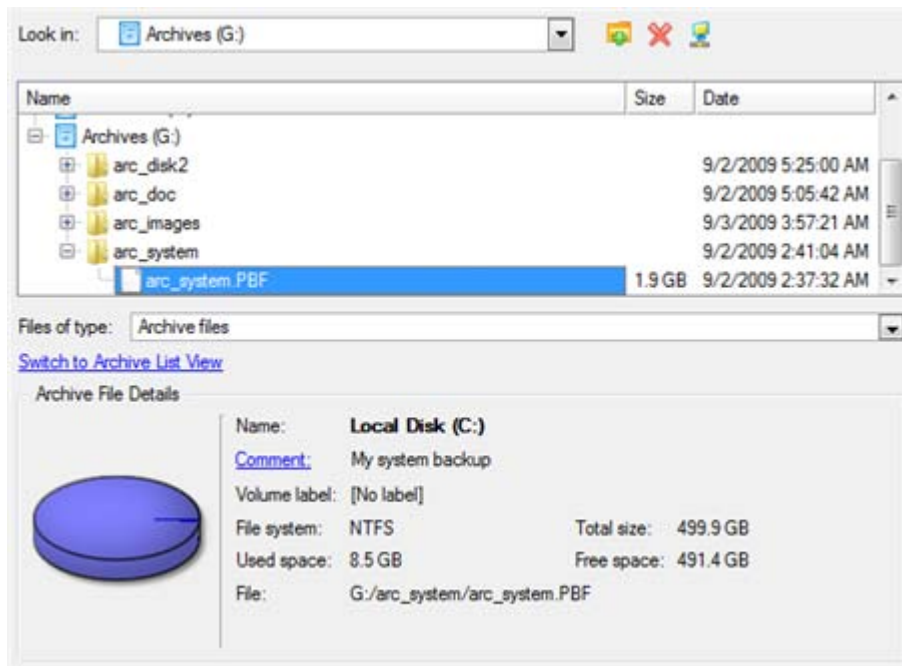 Look in: Archives (G:)
Name Size Date
Archives (G:)
arc_disk2 9/2/2009 5:25:00 AM
arc_doc 9/2/2009 5:05:42 AM
arc_images 9/3/2009 3:57:21 AM
arc_system 9/2/2009 2:41:04 AM
arc_system.PBF 1.9 GB 9/2/2009 2:37:32 AM
Files of type: Archive files
Switch to Archive List View
Archive File Details
Name: Local Disk (C:)
Comment: My system backup
Volume label: [No label]
File system: NTFS Total size: 499.9 GB
Used space: 8.5 GB Free space: 491.4 GB
File: G:/arc_system/arc_system.PBF